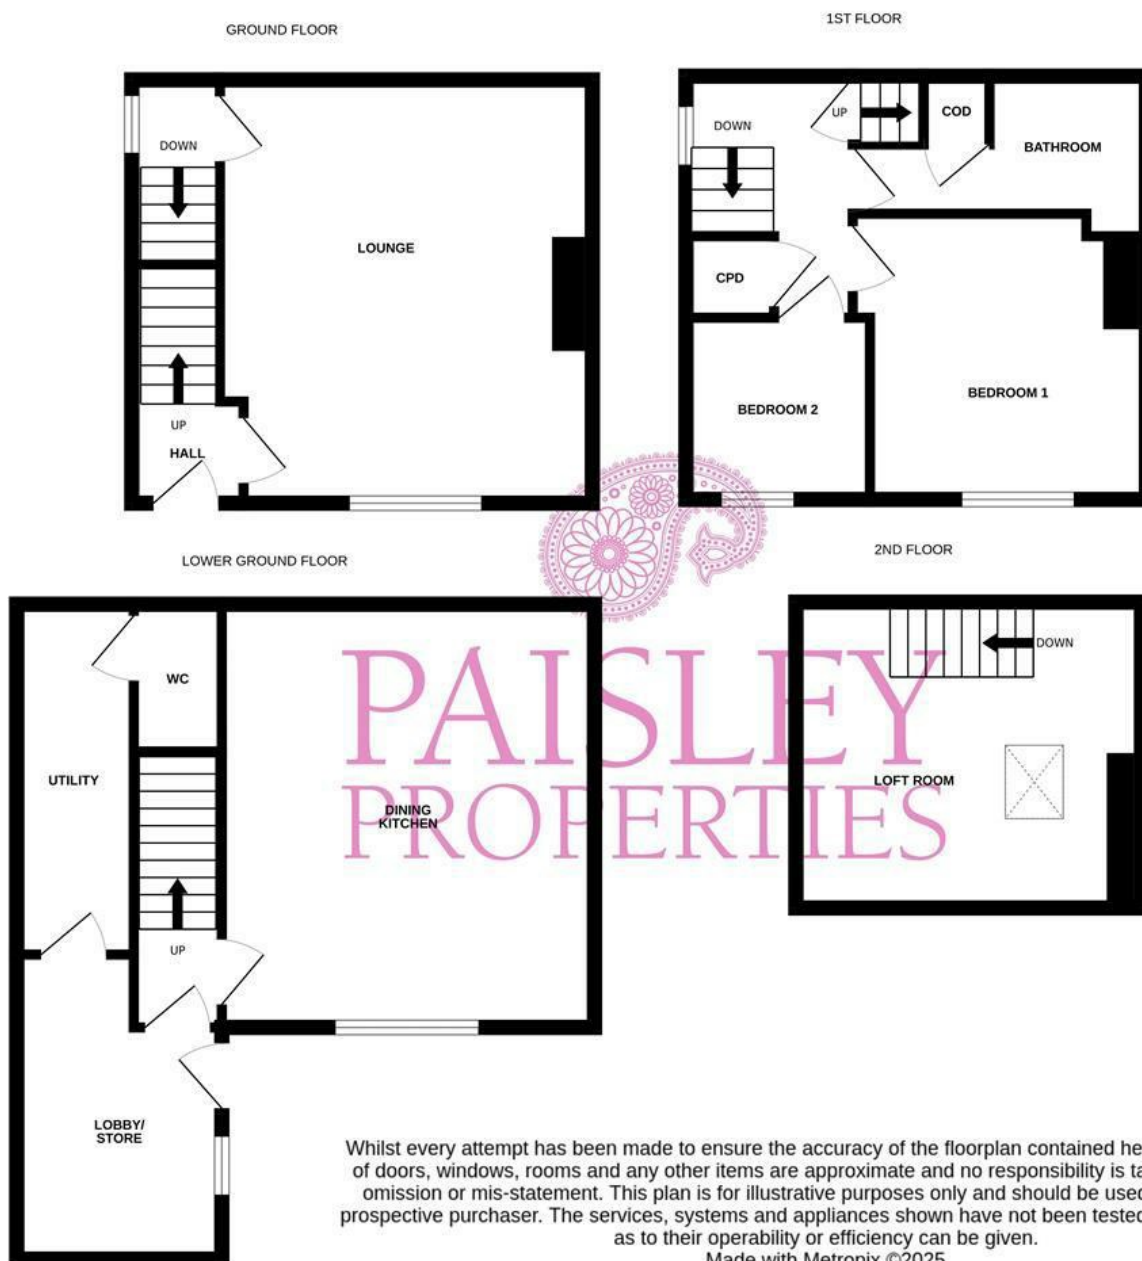 GROUND FLOOR
DOWN
LOUNGE
UP
HALL
1ST FLOOR
UP
COD
DOWN
BATHROOM
CPD
BEDROOM 1
BEDROOM 2
LOWER GROUND FLOOR
WC
UTILITY
DINING
KITCHEN
UP
LOBBY/
STORE
2ND FLOOR
DOWN
LOFT ROOM
PAISLEY
PROPERTIES
Whilst every attempt has been made to ensure the accuracy of the floorplan contained he
of doors, windows, rooms and any other items are approximate and no responsibility is ta
omission or mis-statement. This plan is for illustrative purposes only and should be used
prospective purchaser. The services, systems and appliances shown have not been tested
as to their operability or efficiency can be given.
Made with Metropix ©2025